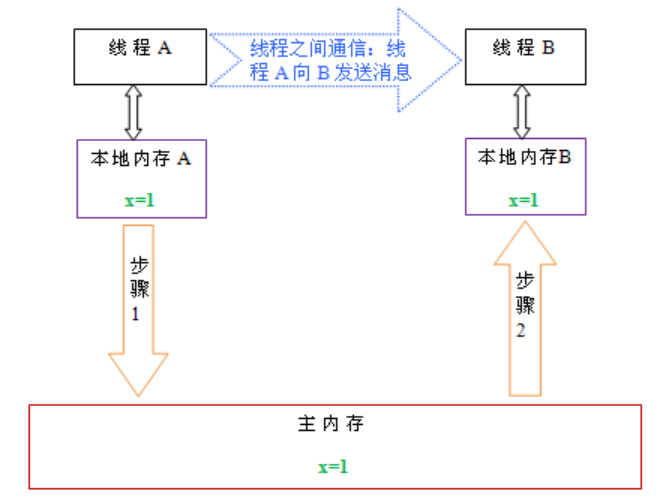 线程 A
线程之间通信：线
程 A 向 B 发送消息
线程 B
本地内存 A
x=1
本地内存B
x=1
步
骤
1
步
骤
2
主内存
x=1